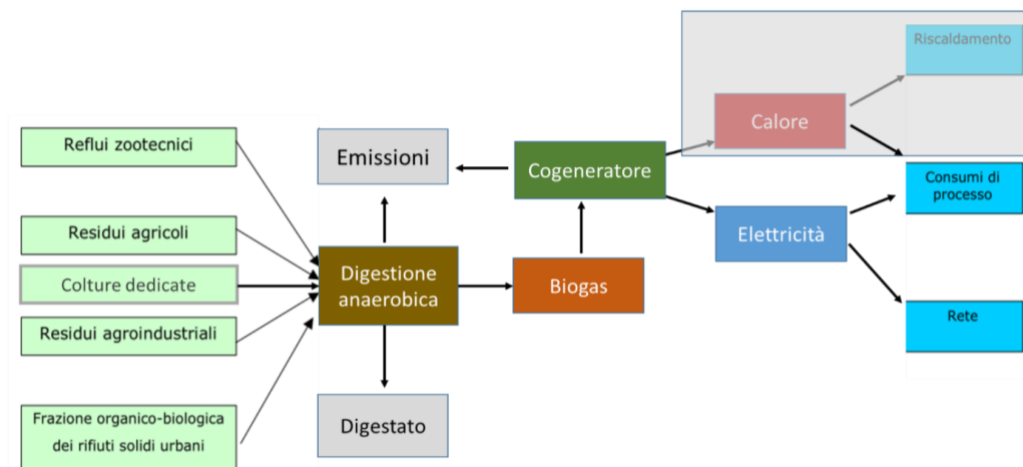 Reflui zootecnici
Residui agricoli
Colture dedicate
Residui agroindustriali
Frazione organico-biologica
dei rifiuti solidi urbani
Emissioni
Digestione
anaerobica
Digestato
Cogeneratore
Biogas
Calore
Elettricità
Riscaldamento
Consumi di
processo
Rete